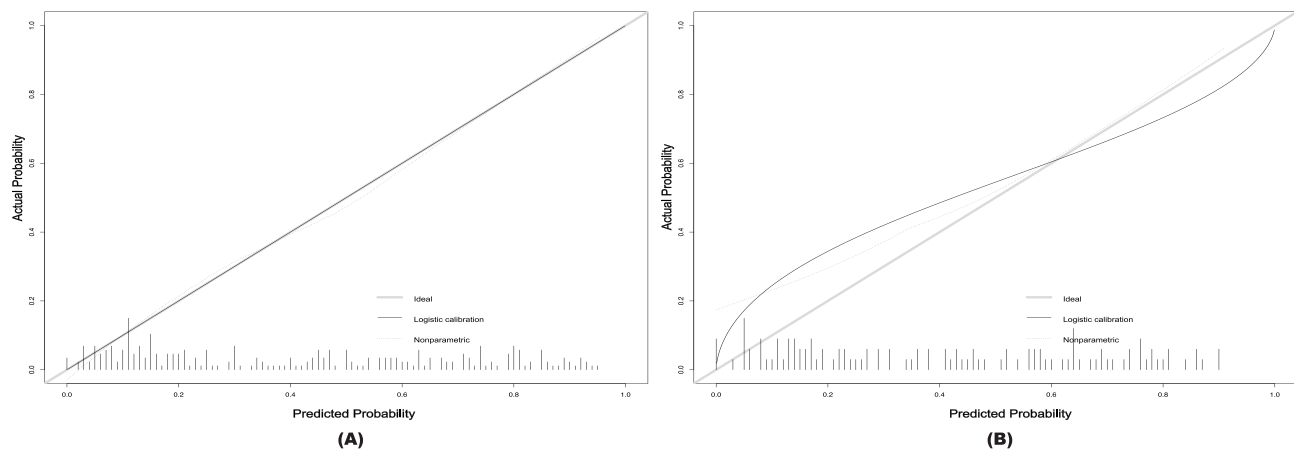 1.0
0.8
0.6
0.4
0.2
0.0
Actual Probability
Ideal
Logistic calibration
Nonparametric
0.0 0.2 0.4 0.6 0.8 1.0
Predicted Probability
(A)
1.0
0.8
0.6
0.4
0.2
0.0
Actual Probability
Ideal
Logistic calibration
Nonparametric
0.0 0.2 0.4 0.6 0.8 1.0
Predicted Probability
(B)